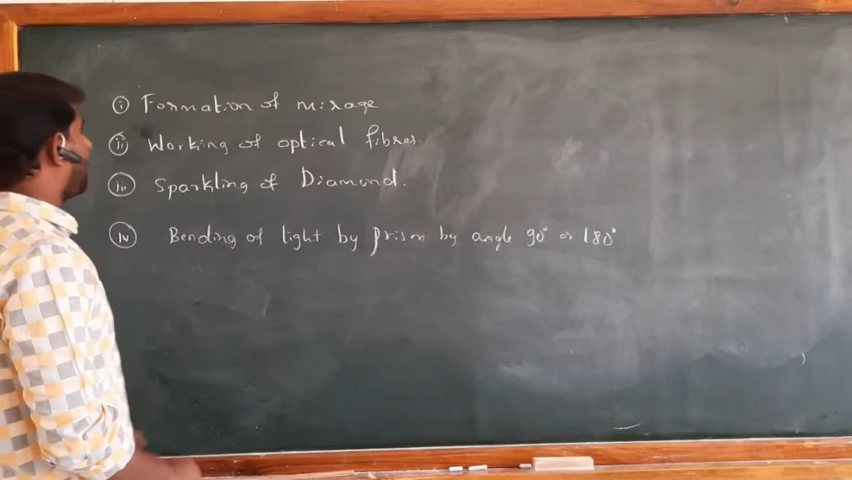 (i) Formation of mirage
(ii) Working of optical fibres.
(iii) Sparkling of Diamond.
(iv) Bending of light by prism by angle 90° or 180°